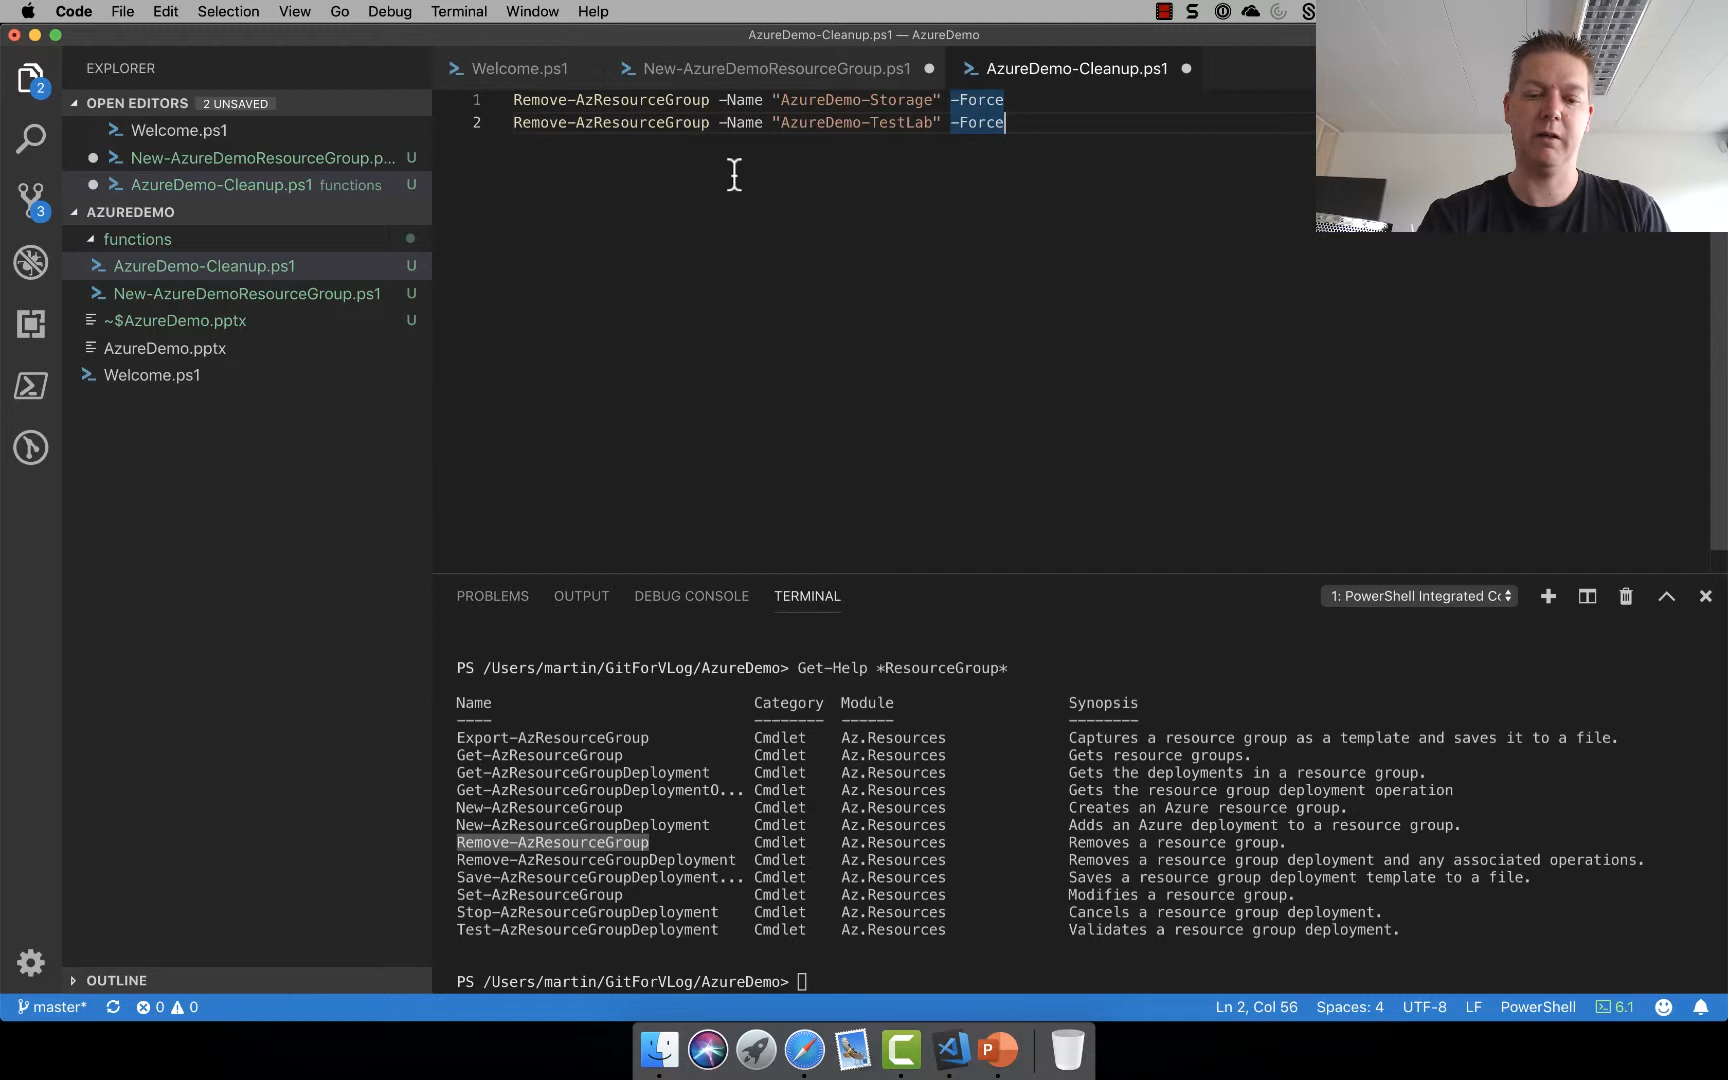 Code File Edit Selection View Go Debug Terminal Window Help
AzureDemo-Cleanup.ps1 — AzureDemo
2
3
EXPLORER
OPEN EDITORS 2 UNSAVED
Welcome.ps1
New-AzureDemoResourceGroup.p... U
AzureDemo-Cleanup.ps1 functions U
AZUREDEMO
functions
AzureDemo-Cleanup.ps1 U
New-AzureDemoResourceGroup.ps1 U
~$AzureDemo.pptx U
AzureDemo.pptx
Welcome.ps1
OUTLINE
Welcome.ps1 New-AzureDemoResourceGroup.ps1 AzureDemo-Cleanup.ps1
1 Remove-AzResourceGroup -Name "AzureDemo-Storage" -Force
2 Remove-AzResourceGroup -Name "AzureDemo-TestLab" -Force
PROBLEMS OUTPUT DEBUG CONSOLE TERMINAL 1: PowerShell Integrated Cc
PS /Users/martin/GitForVLog/AzureDemo> Get-Help *ResourceGroup*
Name Category Module Synopsis
---- -------- ------ --------
Export-AzResourceGroup Cmdlet Az.Resources Captures a resource group as a template and saves it to a file.
Get-AzResourceGroup Cmdlet Az.Resources Gets resource groups.
Get-AzResourceGroupDeployment Cmdlet Az.Resources Gets the deployments in a resource group.
Get-AzResourceGroupDeploymentO... Cmdlet Az.Resources Gets the resource group deployment operation
New-AzResourceGroup Cmdlet Az.Resources Creates an Azure resource group.
New-AzResourceGroupDeployment Cmdlet Az.Resources Adds an Azure deployment to a resource group.
Remove-AzResourceGroup Cmdlet Az.Resources Removes a resource group.
Remove-AzResourceGroupDeployment Cmdlet Az.Resources Removes a resource group deployment and any associated operations.
Save-AzResourceGroupDeployment... Cmdlet Az.Resources Saves a resource group deployment template to a file.
Set-AzResourceGroup Cmdlet Az.Resources Modifies a resource group.
Stop-AzResourceGroupDeployment Cmdlet Az.Resources Cancels a resource group deployment.
Test-AzResourceGroupDeployment Cmdlet Az.Resources Validates a resource group deployment.
PS /Users/martin/GitForVLog/AzureDemo>
master* 0 0 Ln 2, Col 56 Spaces: 4 UTF-8 LF PowerShell 6.1